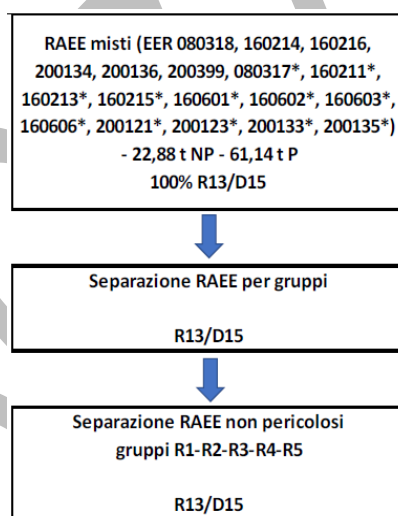 RAEE misti (EER 080318, 160214, 160216,
200134, 200136, 200399, 080317*, 160211*,
160213*, 160215*, 160601*, 160602*, 160603*,
160606*, 200121*, 200123*, 200133*, 200135*)
- 22,88 t NP - 61,14 t P
100% R13/D15
Separazione RAEE per gruppi
R13/D15
Separazione RAEE non pericolosi
gruppi R1-R2-R3-R4-R5
R13/D15